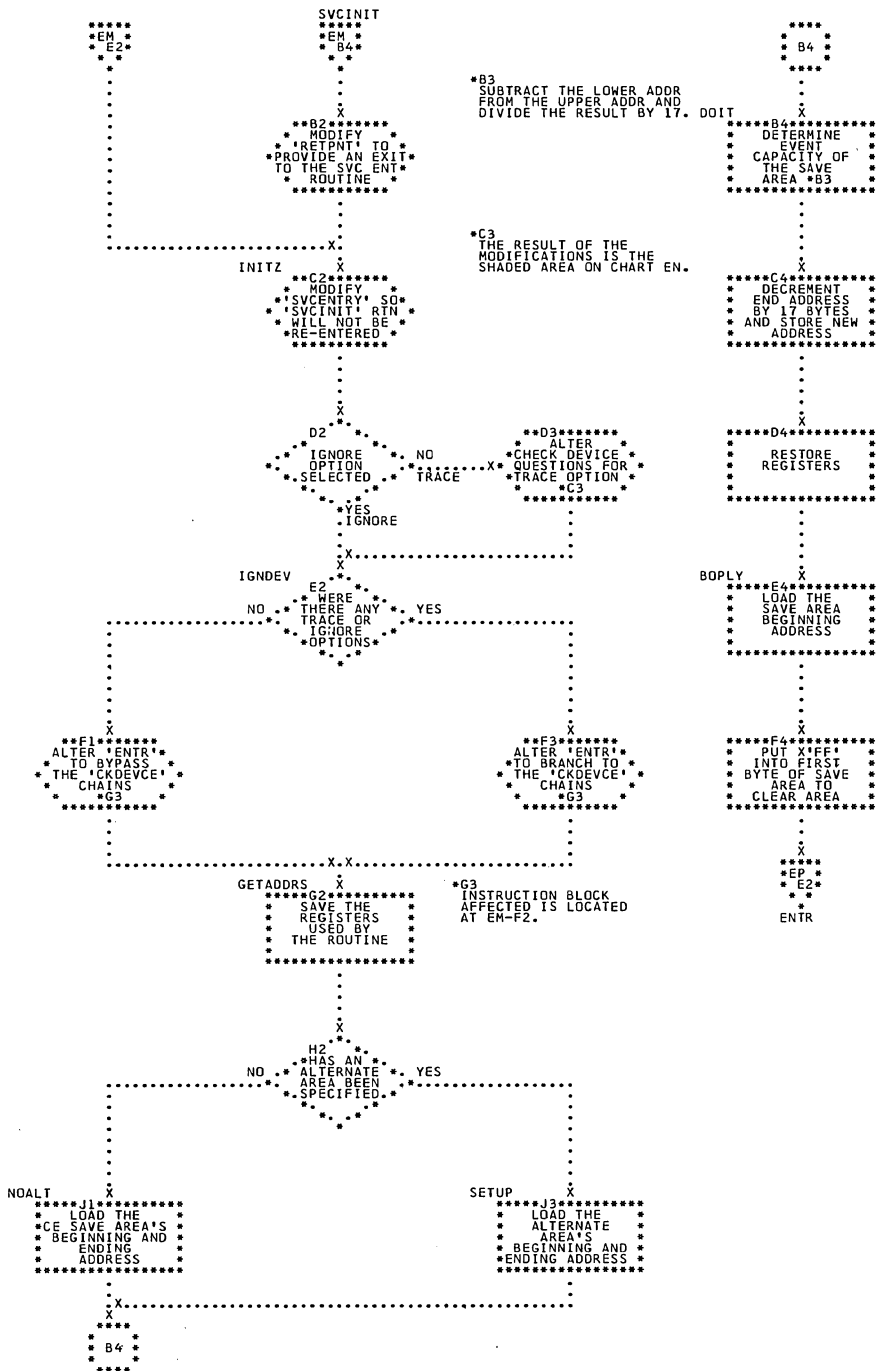 SVCINIT
EM
E2
EM
B4
B4
*B3
SUBTRACT THE LOWER ADDR
FROM THE UPPER ADDR AND
DIVIDE THE RESULT BY 17.
DOIT
B2
MODIFY
'RETPNT' TO
PROVIDE AN EXIT
TO THE SVC ENT
ROUTINE
B4
DETERMINE
EVENT
CAPACITY OF
THE SAVE
AREA *B3
*C3
THE RESULT OF THE
MODIFICATIONS IS THE
SHADED AREA ON CHART EN.
INITZ
C2
MODIFY
'SVCENTRY' SO
'SVCINIT' RTN
WILL NOT BE
RE-ENTERED
C4
DECREMENT
END ADDRESS
BY 17 BYTES
AND STORE NEW
ADDRESS
D2
IGNORE
OPTION
SELECTED
NO
TRACE
YES
IGNORE
D3
ALTER
CHECK DEVICE
QUESTIONS FOR
TRACE OPTION
*C3
D4
RESTORE
REGISTERS
IGNDEV
E2
WERE
THERE ANY
TRACE OR
IGNORE
OPTIONS
NO
YES
BOPLY
E4
LOAD THE
SAVE AREA
BEGINNING
ADDRESS
F1
ALTER 'ENTR'
TO BYPASS
THE 'CKDEVCE'
CHAINS
*G3
F3
ALTER 'ENTR'
TO BRANCH TO
THE 'CKDEVCE'
CHAINS
*G3
F4
PUT X'FF'
INTO FIRST
BYTE OF SAVE
AREA TO
CLEAR AREA
EP
E2
ENTR
GETADDRS
G2
SAVE THE
REGISTERS
USED BY
THE ROUTINE
*G3
INSTRUCTION BLOCK
AFFECTED IS LOCATED
AT EM-F2.
H2
HAS AN
ALTERNATE
AREA BEEN
SPECIFIED
NO
YES
NOALT
J1
LOAD THE
CE SAVE AREA'S
BEGINNING AND
ENDING
ADDRESS
SETUP
J3
LOAD THE
ALTERNATE
AREA'S
BEGINNING AND
ENDING ADDRESS
B4